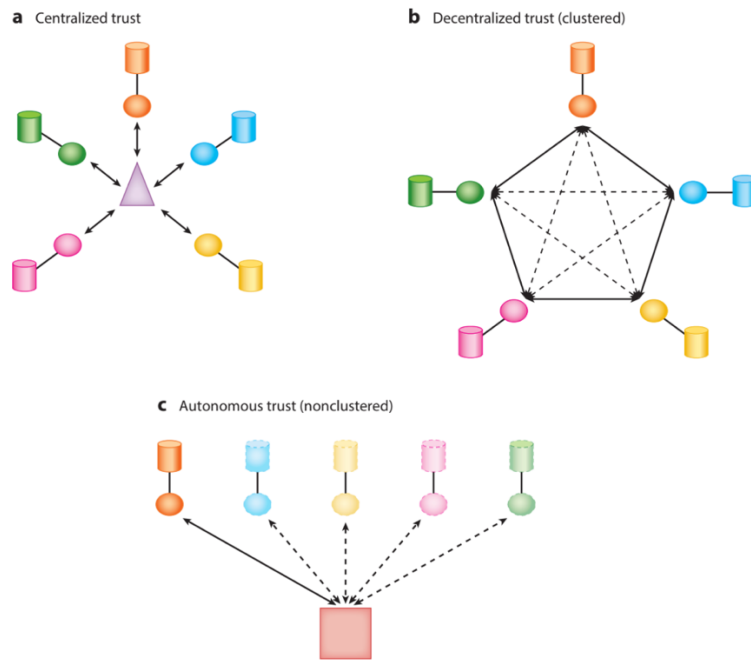 a Centralized trust
b Decentralized trust (clustered)
c Autonomous trust (nonclustered)